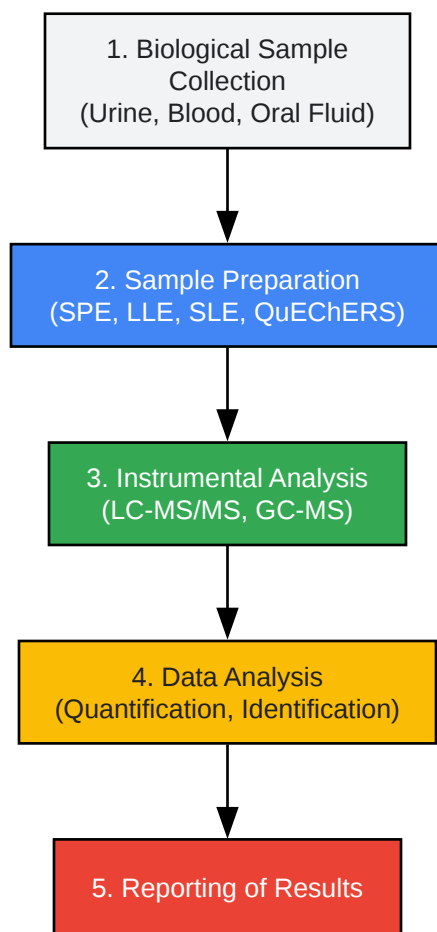 1. Biological Sample
Collection
(Urine, Blood, Oral Fluid)
2. Sample Preparation
(SPE, LLE, SLE, QuEChERS)
3. Instrumental Analysis
(LC-MS/MS, GC-MS)
4. Data Analysis
(Quantification, Identification)
5. Reporting of Results